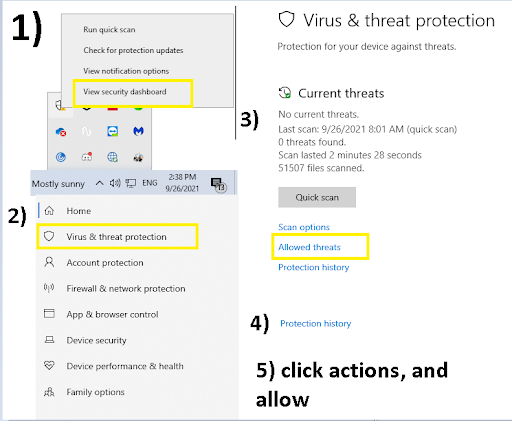 1)
Run quick scan
Check for protection updates
View notification options
View security dashboard
Mostly sunny
ENG
2:38 PM
9/26/2021
13
2)
Home
Virus & threat protection
Account protection
Firewall & network protection
App & browser control
Device security
Device performance & health
Family options
Virus & threat protection
Protection for your device against threats.
3)
Current threats
No current threats.
Last scan: 9/26/2021 8:01 AM (quick scan)
0 threats found.
Scan lasted 2 minutes 28 seconds
51507 files scanned.
Quick scan
Scan options
Allowed threats
Protection history
4)
Protection history
5) click actions, and
allow